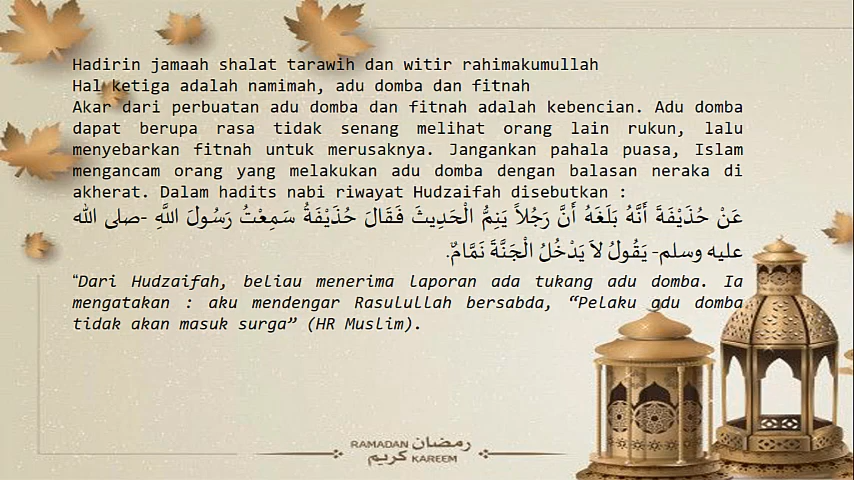 Hadirin jamaah shalat tarawih dan witir rahimakumullah
Hal ketiga adalah namimah, adu domba dan fitnah
Akar dari perbuatan adu domba dan fitnah adalah kebencian. Adu domba
dapat berupa rasa tidak senang melihat orang lain rukun, lalu
menyebarkan fitnah untuk merusaknya. Jangankan pahala puasa, Islam
mengancam orang yang melakukan adu domba dengan balasan neraka di
akherat. Dalam hadits nabi riwayat Hudzaifah disebutkan :
عَنْ حُذَيْفَةَ أَنَّهُ بَلَغَهُ أَنَّ رَجُلاً يَنِمُّ الْحَدِيثَ فَقَالَ حُذَيْفَةُ سَمِعْتُ رَسُولَ اللَّهِ -صلى الله
عليه وسلم- يَقُولُ لاَ يَدْخُلُ الْجَنَّةَ نَمَّامٌ.
“Dari Hudzaifah, beliau menerima laporan ada tukang adu domba. Ia
mengatakan : aku mendengar Rasulullah bersabda, “Pelaku adu domba
tidak akan masuk surga” (HR Muslim).
RAMADAN رمضان
كريم KAREEM